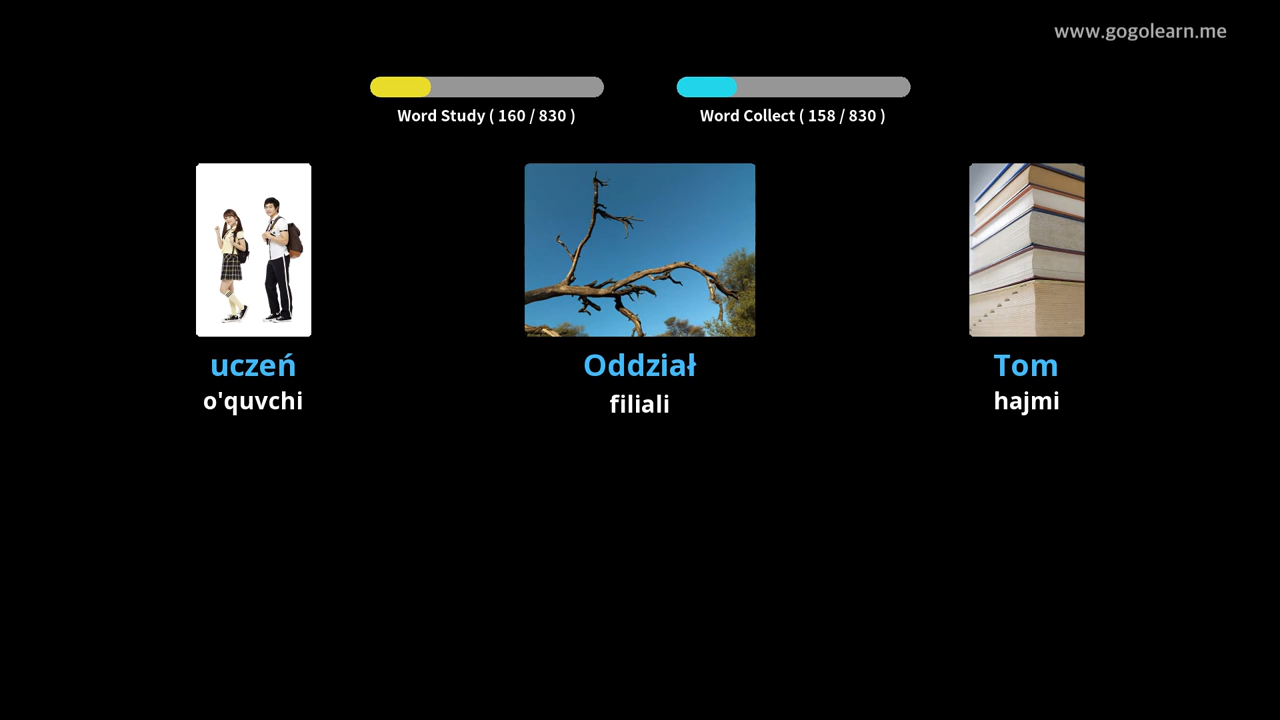 www.gogolearn.me
Word Study ( 160 / 830 )
Word Collect ( 158 / 830 )
uczeń
o'quvchi
Oddział
filiali
Tom
hajmi